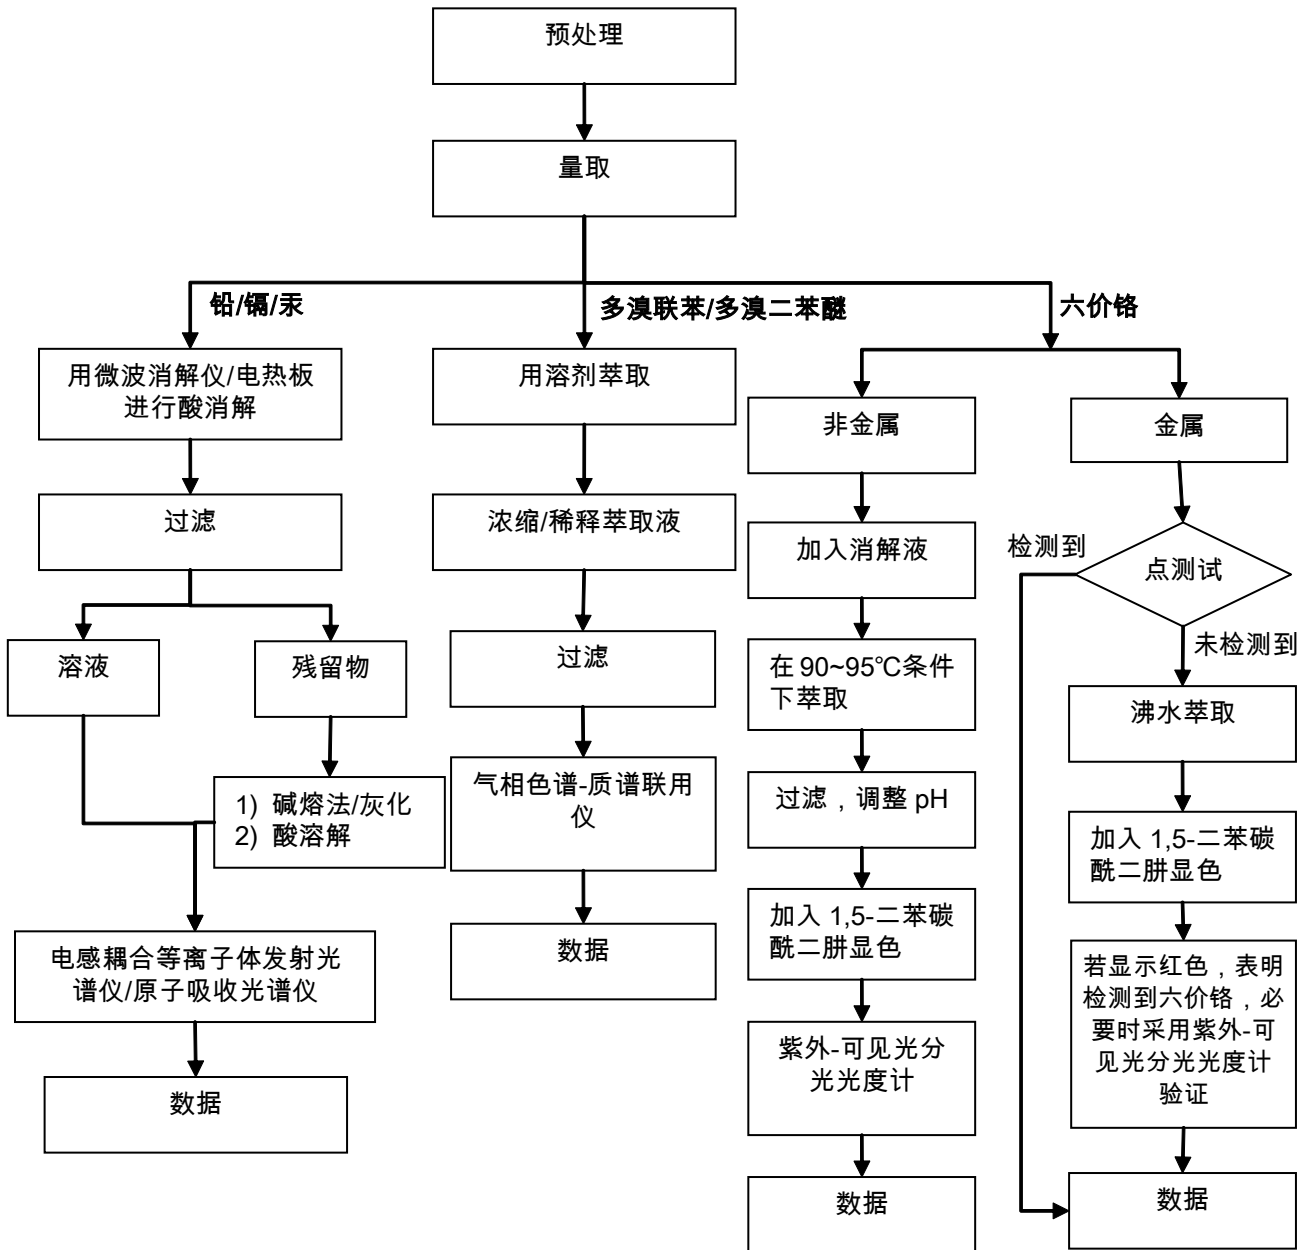 预处理
量取
铅/镉/汞
多溴联苯/多溴二苯醚
六价铬
用微波消解仪/电热板
进行酸消解
过滤
溶液
残留物
1) 碱熔法/灰化
2) 酸溶解
电感耦合等离子体发射光
谱仪/原子吸收光谱仪
数据
用溶剂萃取
浓缩/稀释萃取液
过滤
气相色谱-质谱联用
仪
数据
非金属
加入消解液
在 90~95℃条件
下萃取
过滤，调整 pH
加入 1,5-二苯碳
酰二肼显色
紫外-可见光分
光光度计
数据
金属
点测试
检测到
未检测到
沸水萃取
加入 1,5-二苯碳
酰二肼显色
若显示红色，表明
检测到六价铬，必
要时采用紫外-可
见光分光光度计
验证
数据